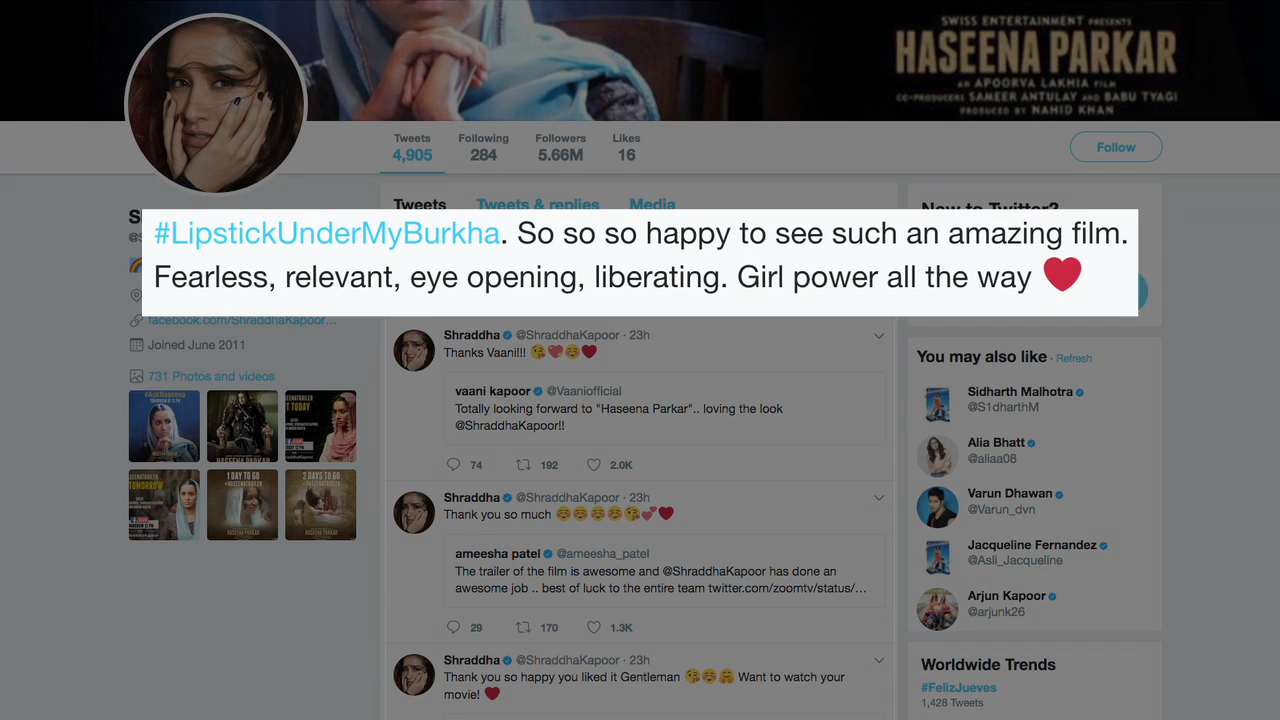 SWISS ENTERTAINMENT PRESENTS
HASEENA PARKAR
AN APOORVA LAKHIA FILM
CO-PRODUCERS SAMEER ANTULAY AND BABU TYAGI
PRODUCED BY NAHID KHAN
Tweets Following Followers Likes
4,905 284 5.66M 16
Follow
Tweets Tweets & replies Media
New to Twitter?
#LipstickUnderMyBurkha. So so so happy to see such an amazing film.
Fearless, relevant, eye opening, liberating. Girl power all the way ❤️
facebook.com/ShraddhaKapoor…
Joined June 2011
731 Photos and videos
#AskHaseena
1 DAY TO GO
2 DAYS TO GO
Shraddha @ShraddhaKapoor · 23h
Thanks Vaani!!! 😘💖☺️❤️
vaani kapoor @Vaaniofficial
Totally looking forward to "Haseena Parkar".. loving the look
@ShraddhaKapoor!!
74 192 2.0K
Shraddha @ShraddhaKapoor · 23h
Thank you so much ☺️☺️☺️☺️😘💕❤️
ameesha patel @ameesha_patel
The trailer of the film is awesome and @ShraddhaKapoor has done an
awesome job .. best of luck to the entire team twitter.com/zoomtv/status/…
29 170 1.3K
Shraddha @ShraddhaKapoor · 23h
Thank you so happy you liked it Gentleman 😘☺️🤗 Want to watch your
movie! ❤️
You may also like · Refresh
Sidharth Malhotra
@S1dharthM
Alia Bhatt
@aliaa08
Varun Dhawan
@Varun_dvn
Jacqueline Fernandez
@Asli_Jacqueline
Arjun Kapoor
@arjunk26
Worldwide Trends
#FelizJueves
1,428 Tweets